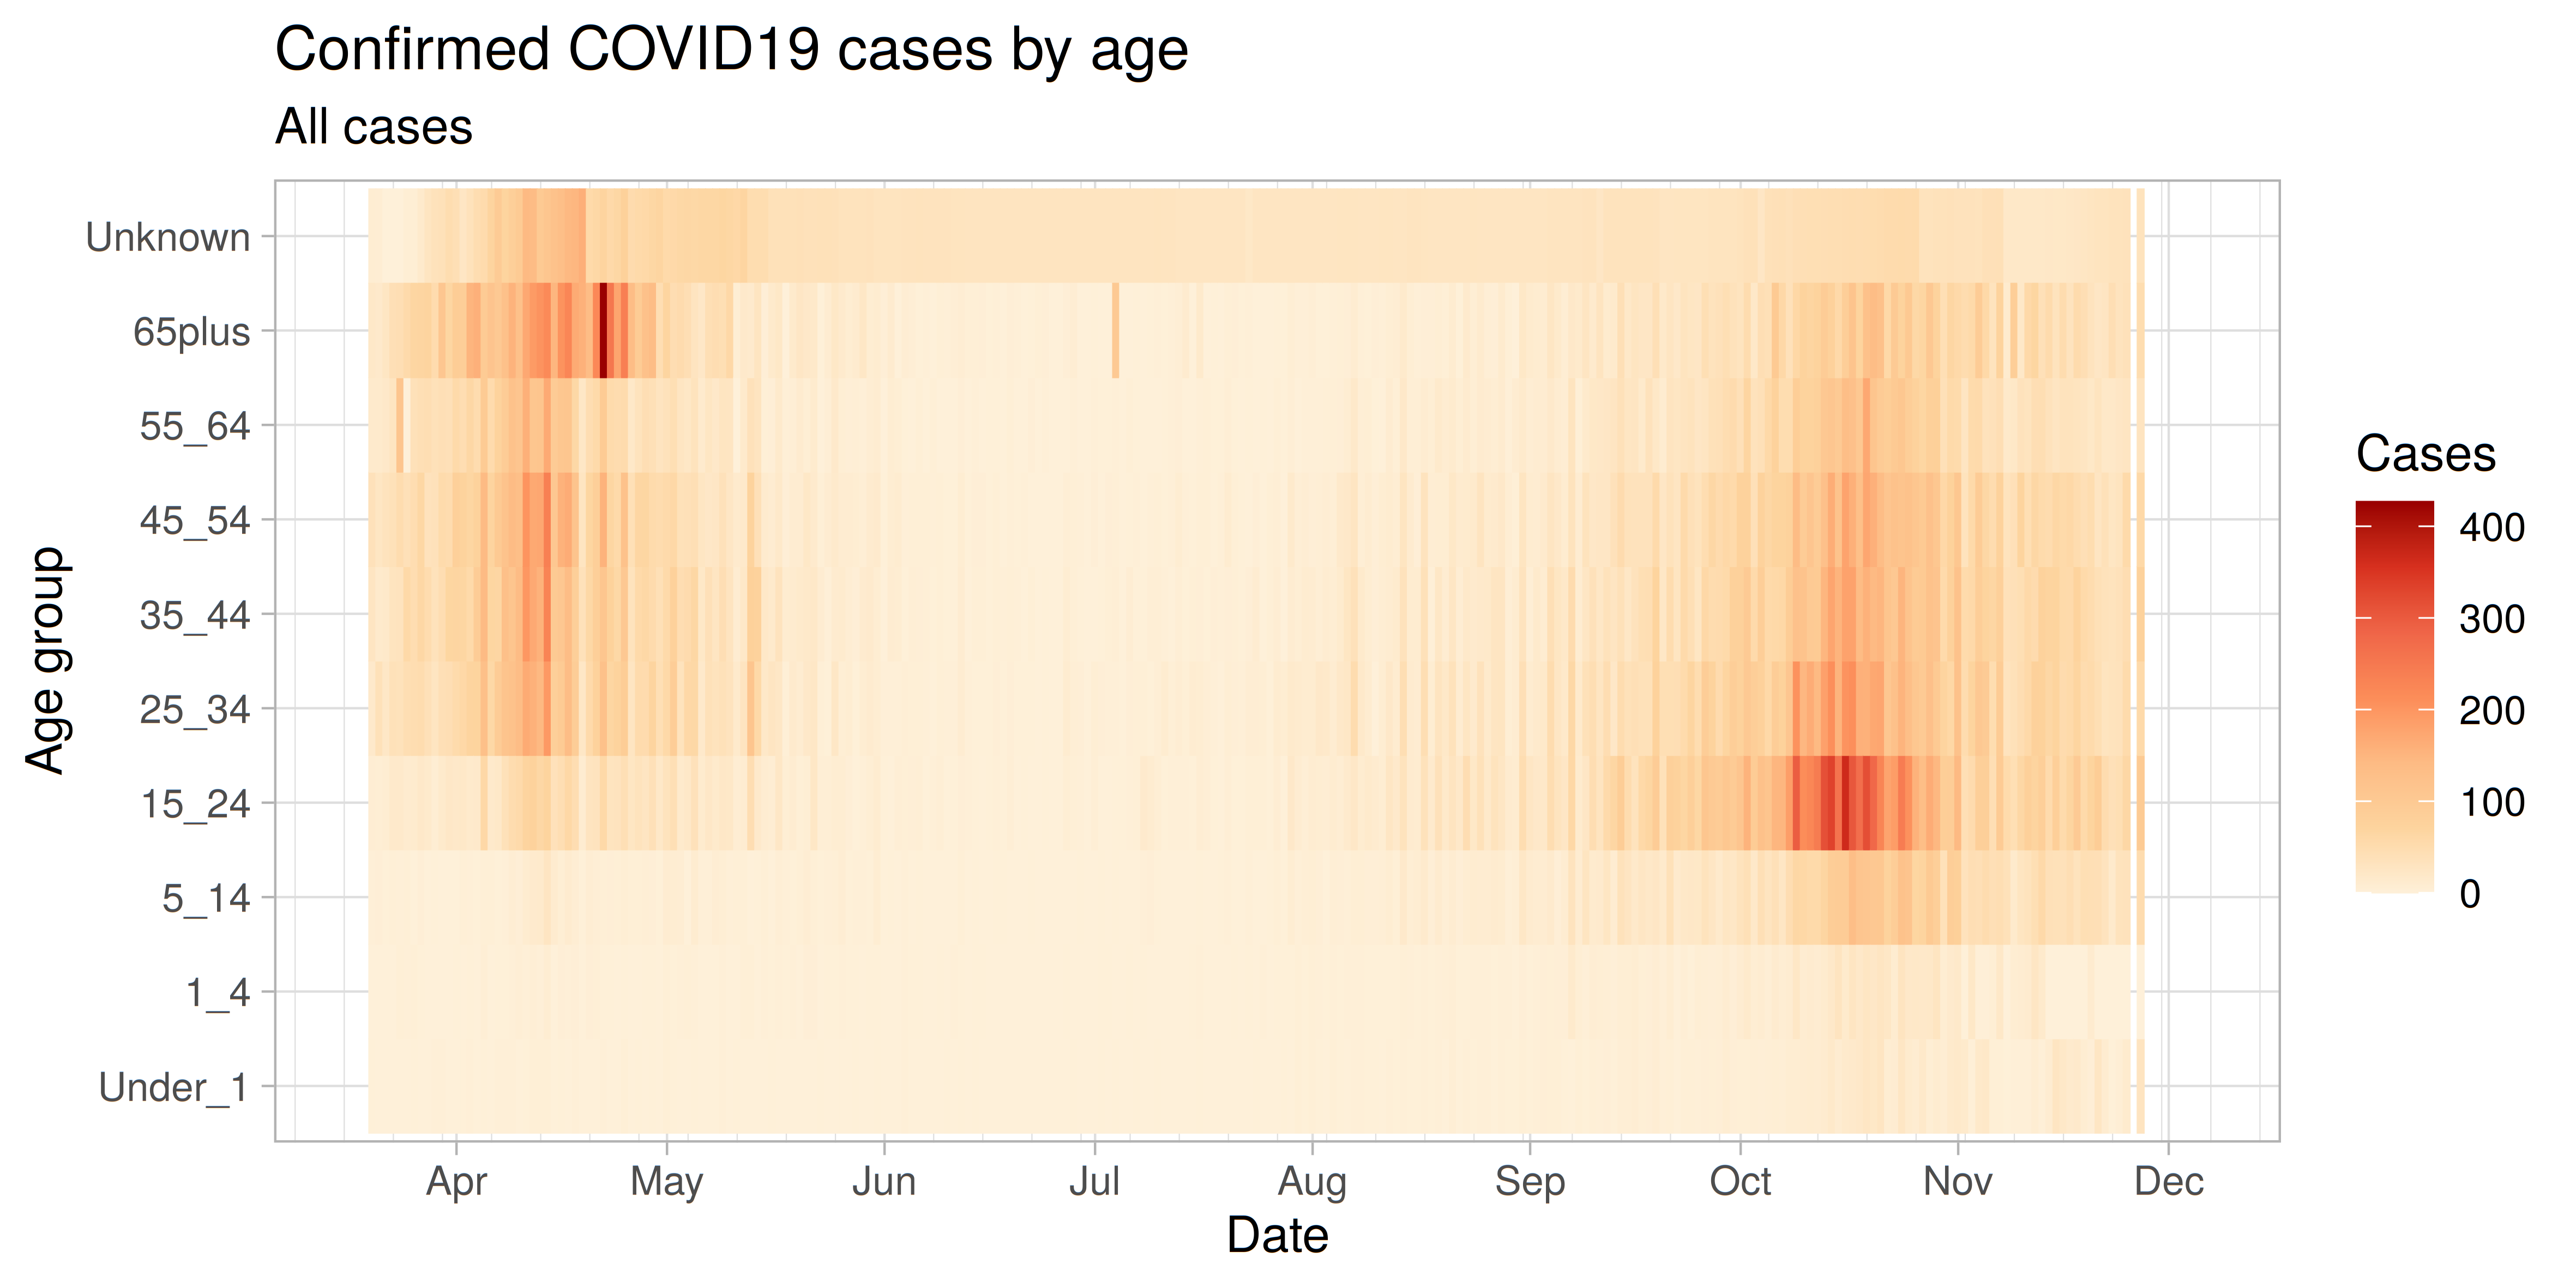 Confirmed COVID19 cases by age
All cases
Age group
Unknown
65plus
55_64
45_54
35_44
25_34
15_24
5_14
1_4
Under_1
Apr May Jun Jul Aug Sep Oct Nov Dec
Date
Cases
400
300
200
100
0